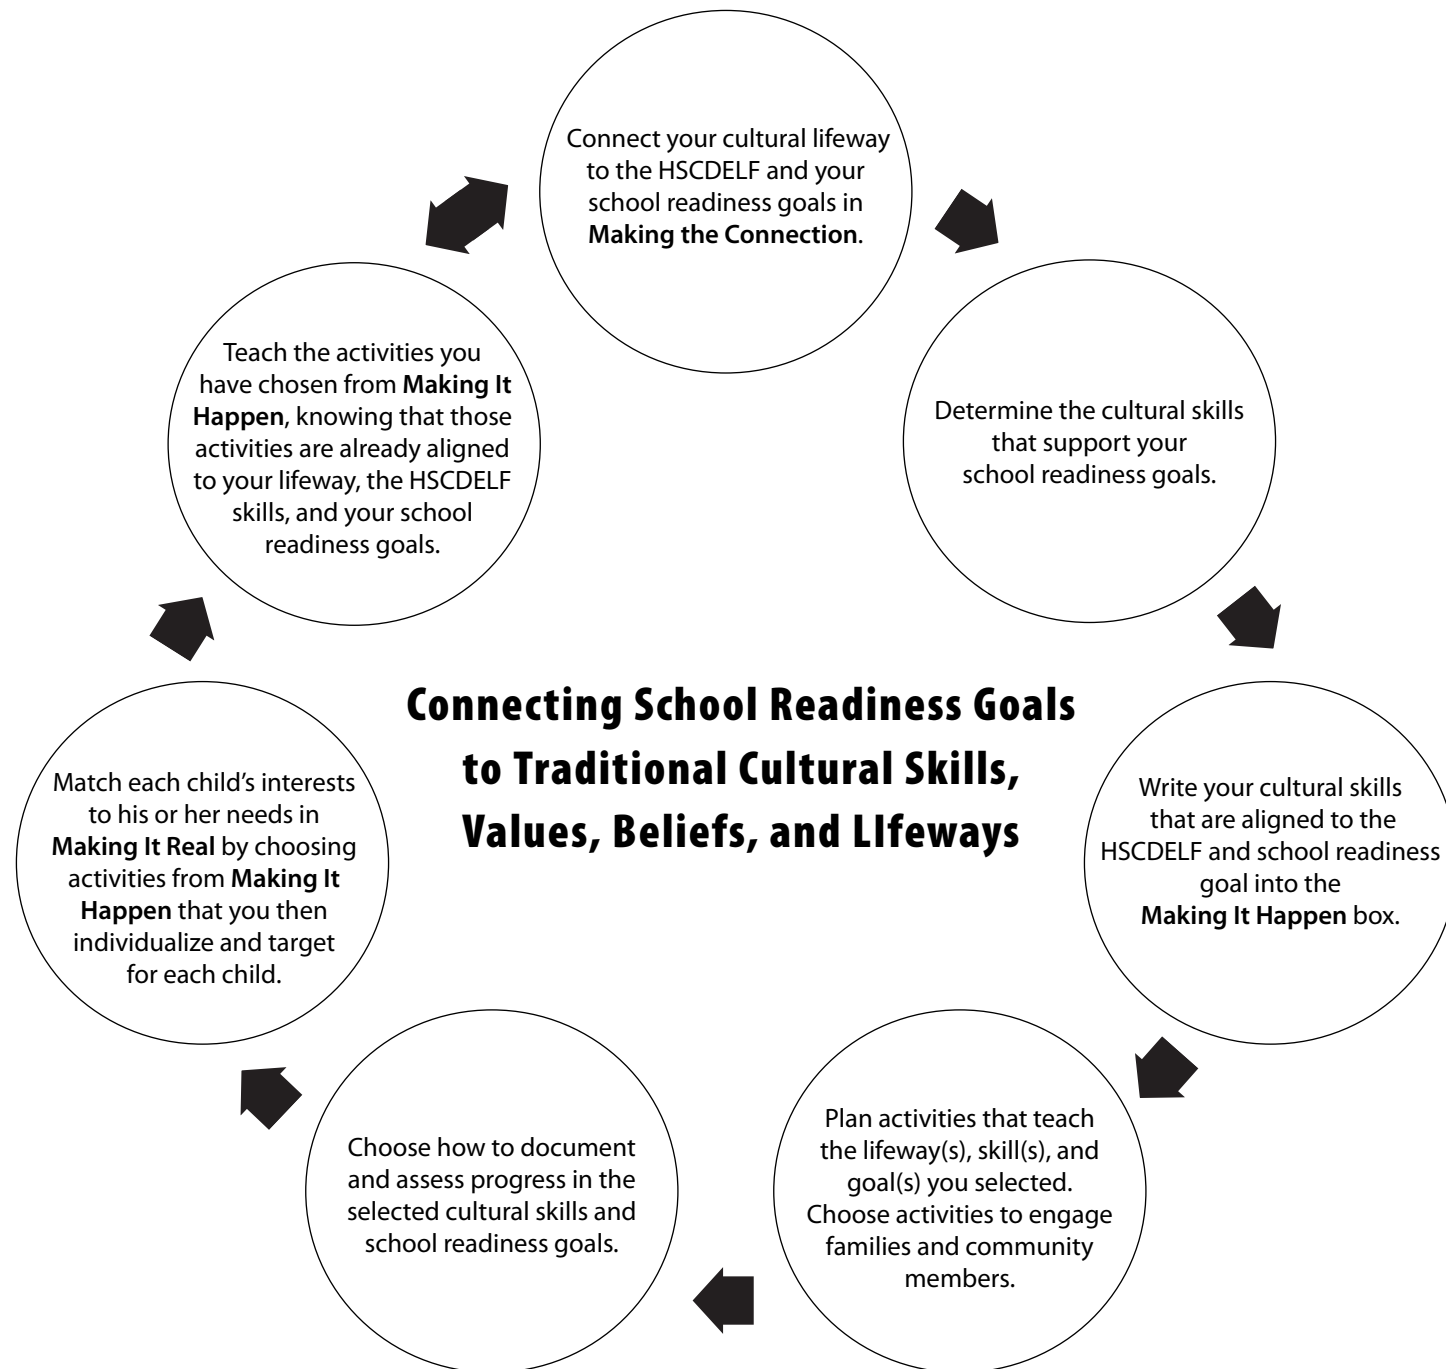 Connect your cultural lifeway
to the HSCDELF and your
school readiness goals in
Making the Connection.
Determine the cultural skills
that support your
school readiness goals.
Write your cultural skills
that are aligned to the
HSCDELF and school readiness
goal into the
Making It Happen box.
Plan activities that teach
the lifeway(s), skill(s), and
goal(s) you selected.
Choose activities to engage
families and community
members.
Choose how to document
and assess progress in the
selected cultural skills and
school readiness goals.
Match each child’s interests
to his or her needs in
Making It Real by choosing
activities from Making It
Happen that you then
individualize and target
for each child.
Teach the activities you
have chosen from Making It
Happen, knowing that those
activities are already aligned
to your lifeway, the HSCDELF
skills, and your school
readiness goals.
Connecting School Readiness Goals
to Traditional Cultural Skills,
Values, Beliefs, and LIfeways